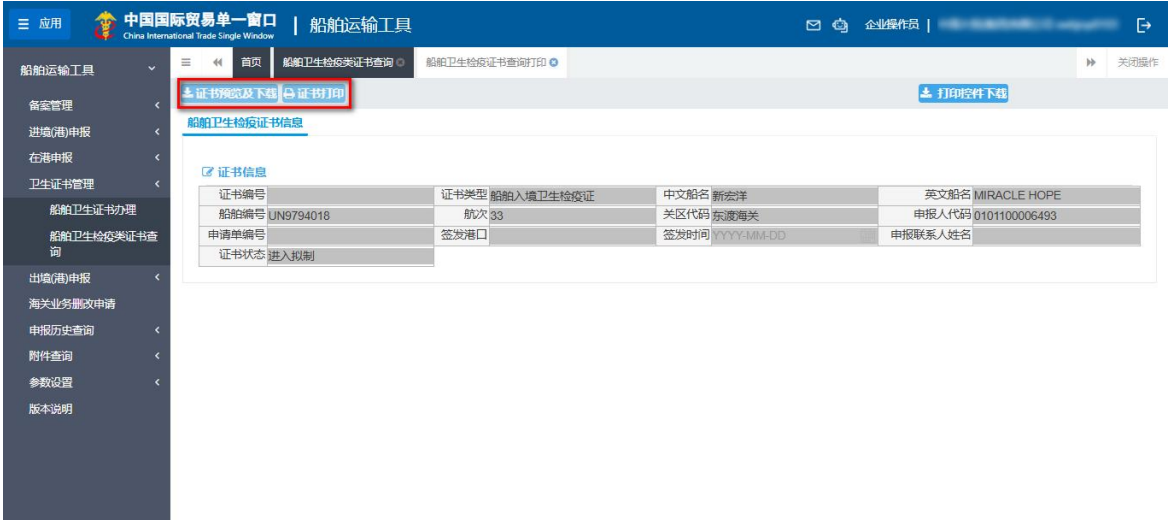 应用
中国国际贸易单一窗口
China International Trade Single Window
船舶运输工具
企业操作员
船舶运输工具
备案管理
进境(港)申报
在港申报
卫生证书管理
船舶卫生证书办理
船舶卫生检疫类证书查
询
出境(港)申报
海关业务删改申请
申报历史查询
附件查询
参数设置
版本说明
首页
船舶卫生检疫类证书查询
船舶卫生检疫证书查询打印
关闭操作
证书预览及下载
证书打印
打印控件下载
船舶卫生检疫证书信息
证书信息
证书编号
证书类型 船舶入境卫生检疫证
中文船名 新宏洋
英文船名 MIRACLE HOPE
船舶编号 UN9794018
航次 33
关区代码 东渡海关
申报人代码 0101100006493
申请单编号
签发港口
签发时间 YYYY-MM-DD
申报联系人姓名
证书状态 进入拟制